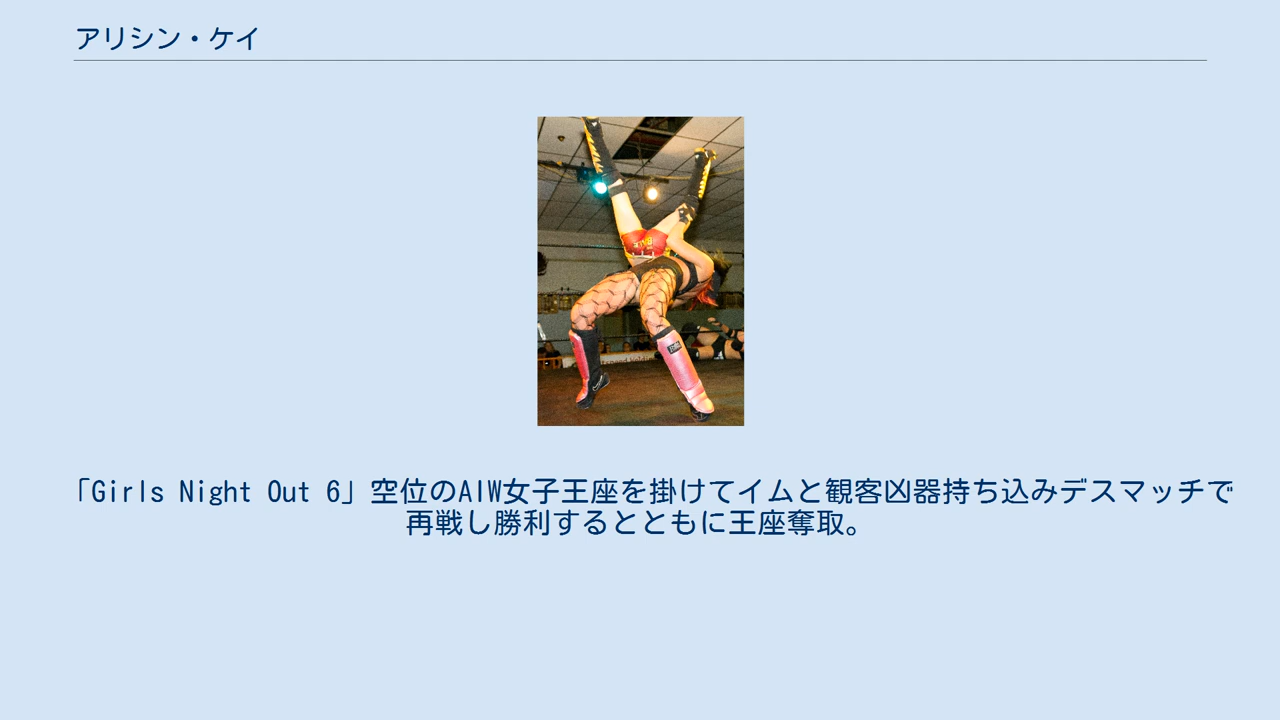 アリシン・ケイ
「Girls Night Out 6」空位のAIW女子王座を掛けてイムと観客凶器持ち込みデスマッチで
再戦し勝利するとともに王座奪取。